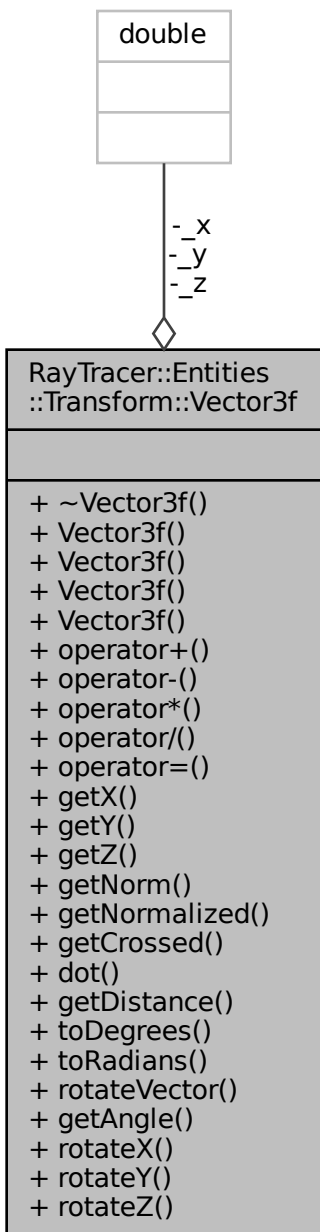 double
-_x
-_y
-_z
RayTracer::Entities
::Transform::Vector3f
+ ~Vector3f()
+ Vector3f()
+ Vector3f()
+ Vector3f()
+ Vector3f()
+ operator+()
+ operator-()
+ operator*()
+ operator/()
+ operator=()
+ getX()
+ getY()
+ getZ()
+ getNorm()
+ getNormalized()
+ getCrossed()
+ dot()
+ getDistance()
+ toDegrees()
+ toRadians()
+ rotateVector()
+ getAngle()
+ rotateX()
+ rotateY()
+ rotateZ()